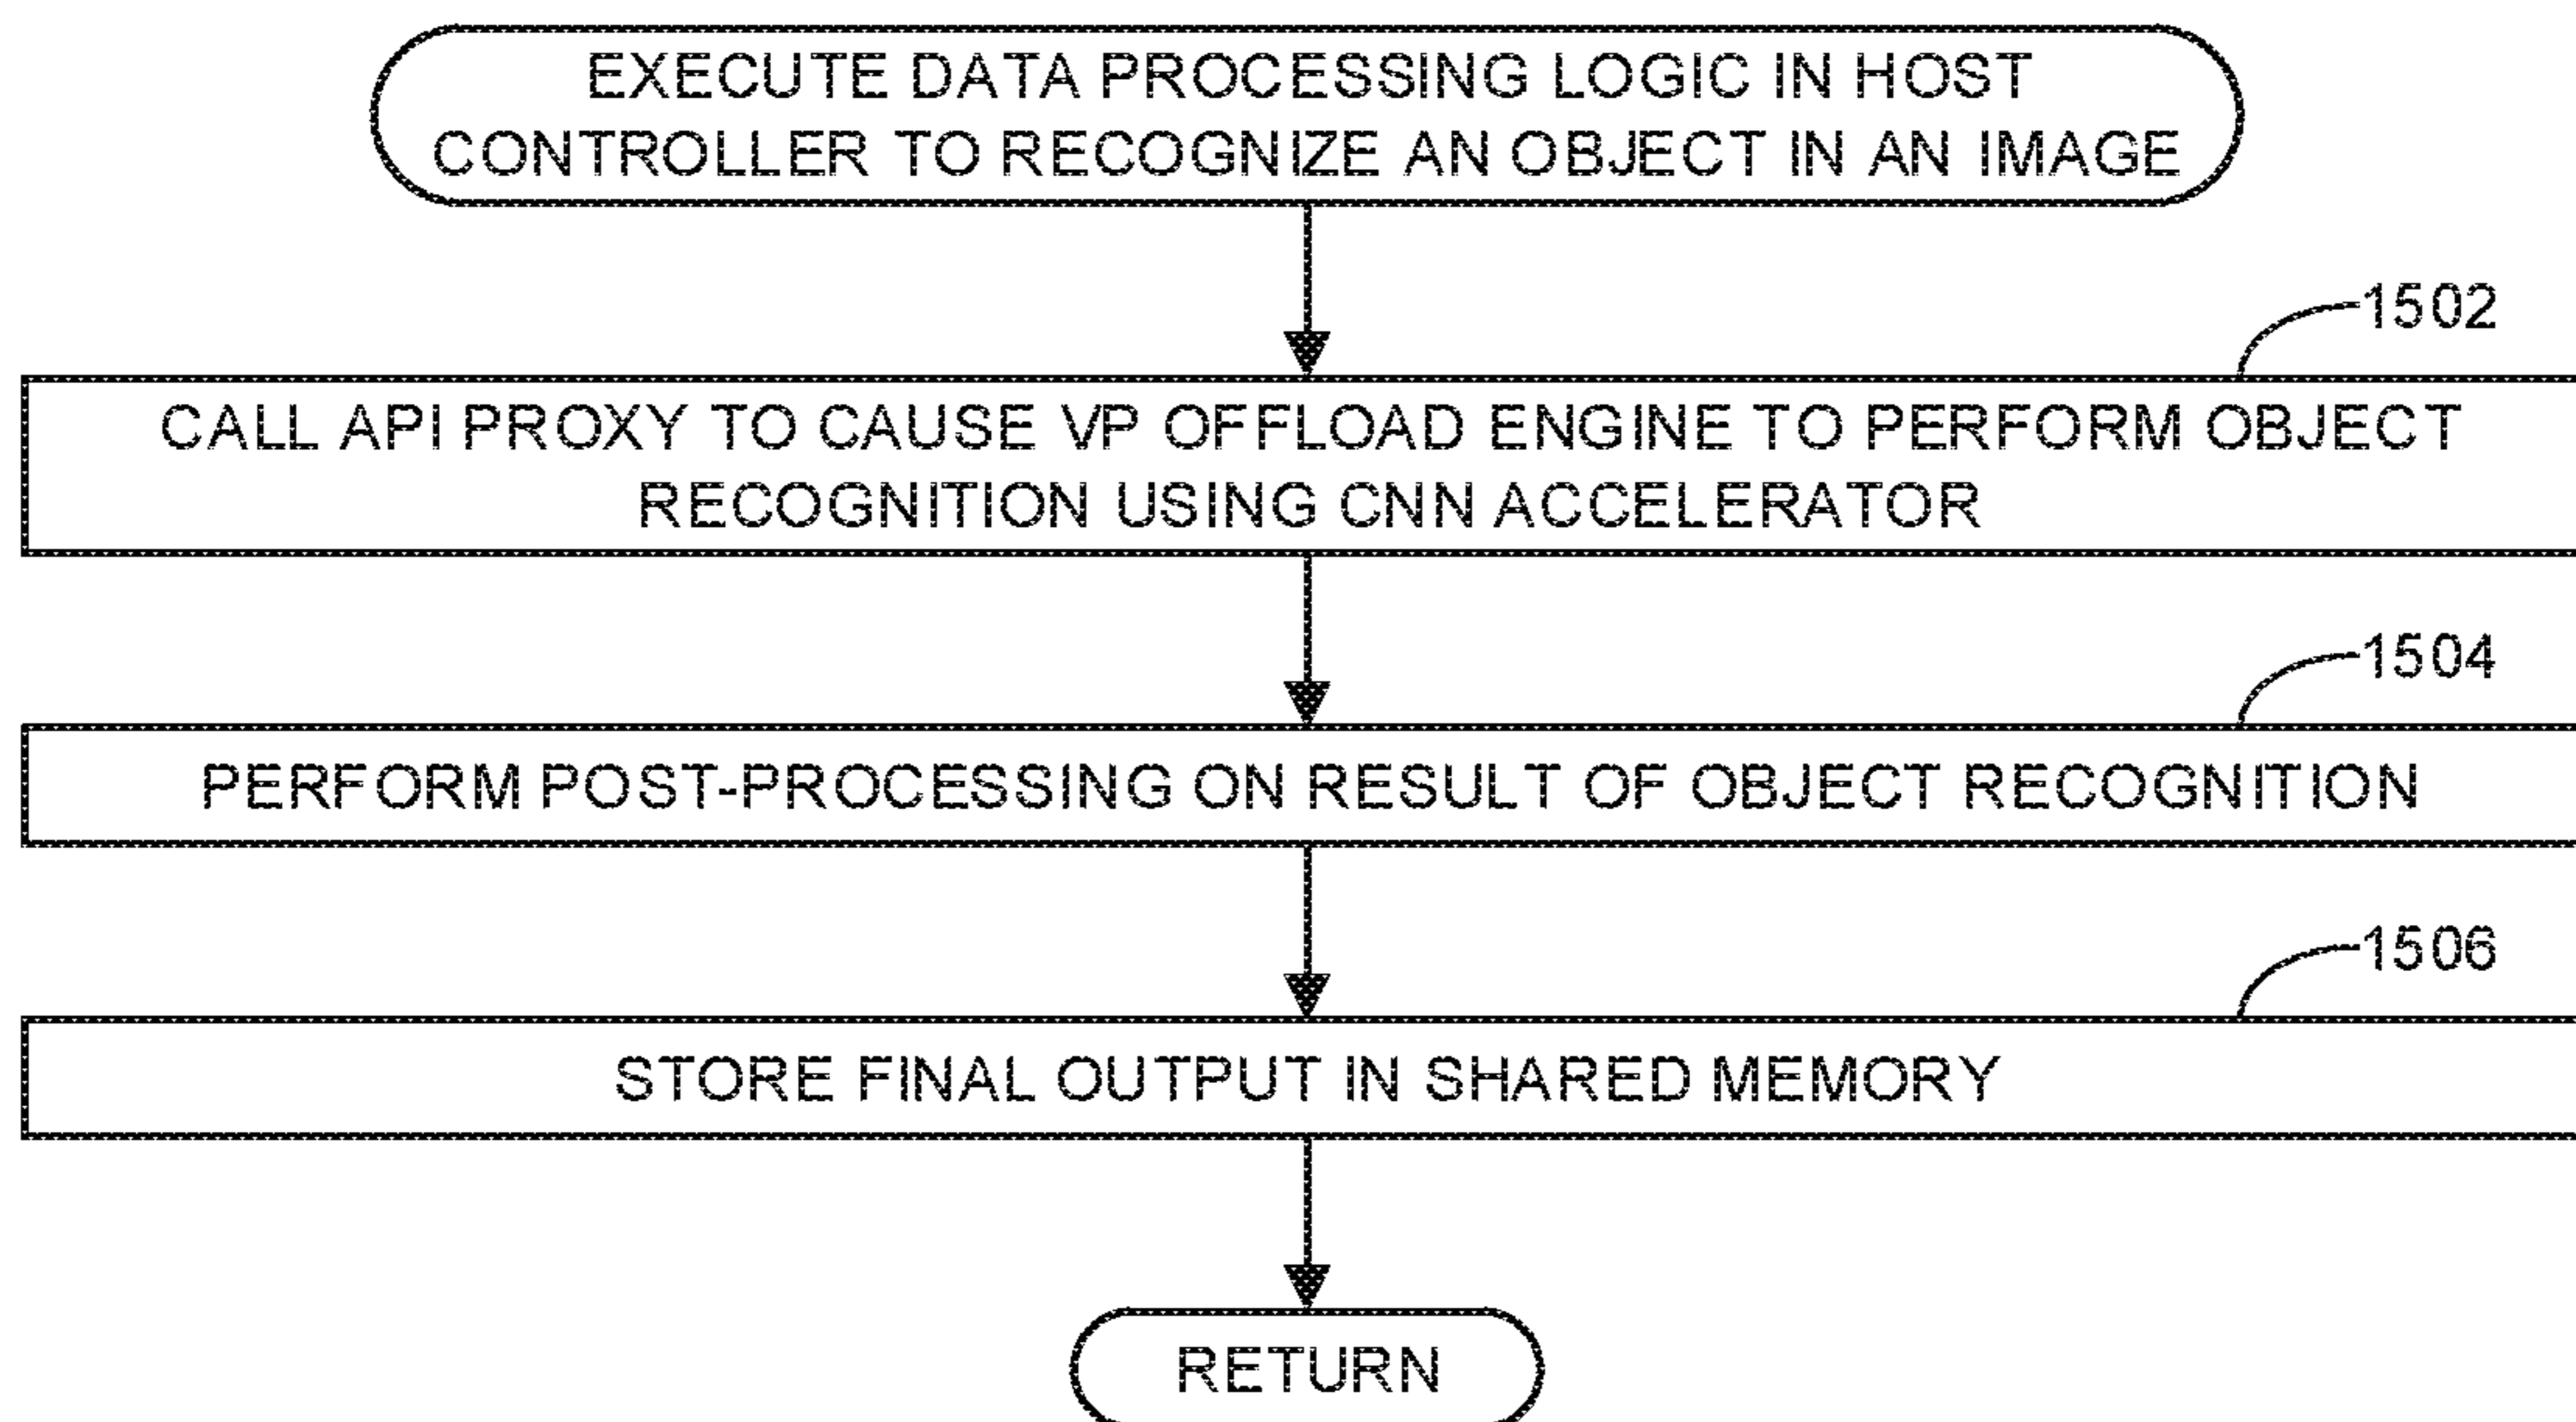 EXECUTE DATA PROCESSING LOGIC IN HOST
CONTROLLER TO RECOGNIZE AN OBJECT IN AN IMAGE
1502
CALL API PROXY TO CAUSE VP OFFLOAD ENGINE TO PERFORM OBJECT
RECOGNITION USING CNN ACCELERATOR
1504
PERFORM POST-PROCESSING ON RESULT OF OBJECT RECOGNITION
1506
STORE FINAL OUTPUT IN SHARED MEMORY
RETURN